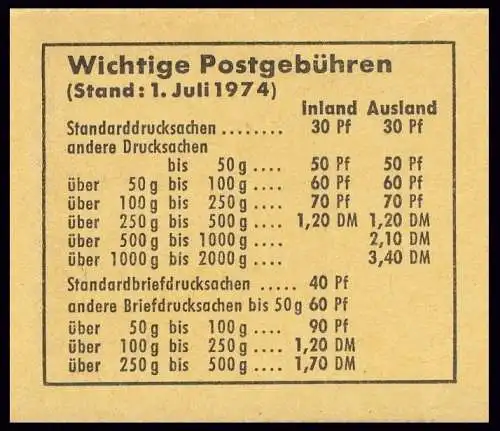 Wichtige Postgebühren
(Stand: 1. Juli 1974)
Inland Ausland
Standarddrucksachen ........ 30 Pf 30 Pf
andere Drucksachen
bis 50 g .... 50 Pf 50 Pf
über 50 g bis 100 g .... 60 Pf 60 Pf
über 100 g bis 250 g .... 70 Pf 70 Pf
über 250 g bis 500 g .... 1,20 DM 1,20 DM
über 500 g bis 1000 g .... 2,10 DM
über 1000 g bis 2000 g .... 3,40 DM
Standardbriefdrucksachen ..... 40 Pf
andere Briefdrucksachen bis 50 g 60 Pf
über 50 g bis 100 g .... 90 Pf
über 100 g bis 250 g .... 1,20 DM
über 250 g bis 500 g .... 1,70 DM